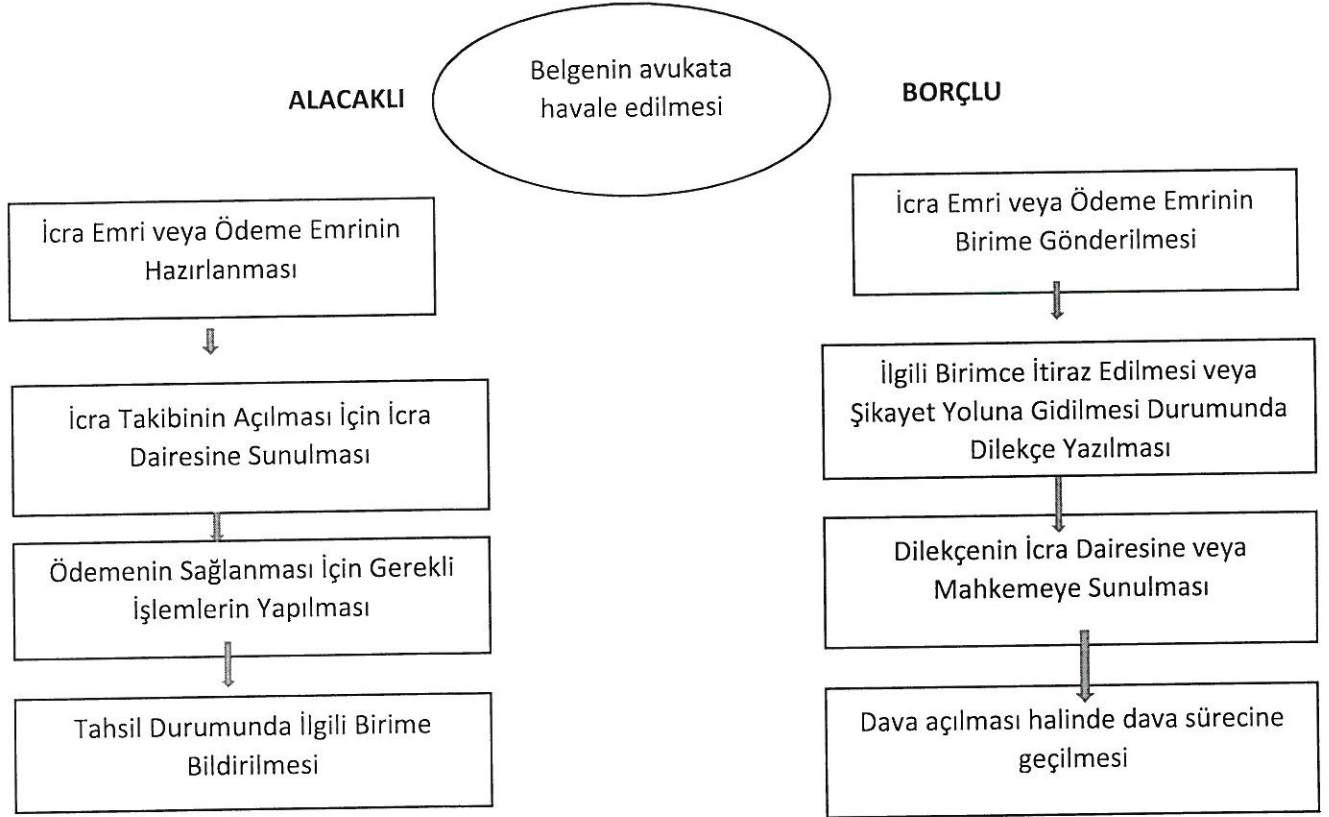 Belgenin avukata
havale edilmesi
ALACAKLI
BORÇLU
İcra Emri veya Ödeme Emrinin
Hazırlanması
İcra Takibinin Açılması İçin İcra
Dairesine Sunulması
Ödemenin Sağlanması İçin Gerekli
İşlemlerin Yapılması
Tahsil Durumunda İlgili Birime
Bildirilmesi
İcra Emri veya Ödeme Emrinin
Birime Gönderilmesi
İlgili Birimce İtiraz Edilmesi veya
Şikayet Yoluna Gidilmesi Durumunda
Dilekçe Yazılması
Dilekçenin İcra Dairesine veya
Mahkemeye Sunulması
Dava açılması halinde dava sürecine
geçilmesi